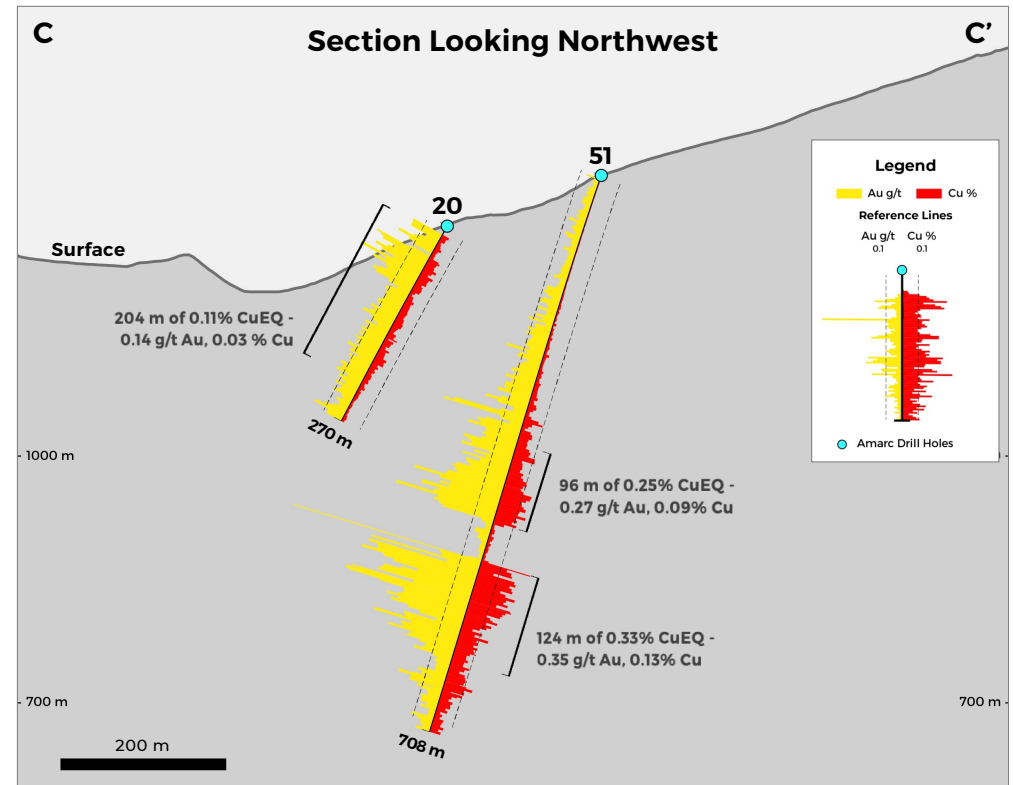 C
Section Looking Northwest
C’
51
20
Surface
Legend
Au g/t
Cu %
Reference Lines
Au g/t
0.1
Cu %
0.1
Amarc Drill Holes
204 m of 0.11% CuEQ -
0.14 g/t Au, 0.03 % Cu
270 m
1000 m
96 m of 0.25% CuEQ -
0.27 g/t Au, 0.09% Cu
124 m of 0.33% CuEQ -
0.35 g/t Au, 0.13% Cu
700 m
700 m
708 m
200 m